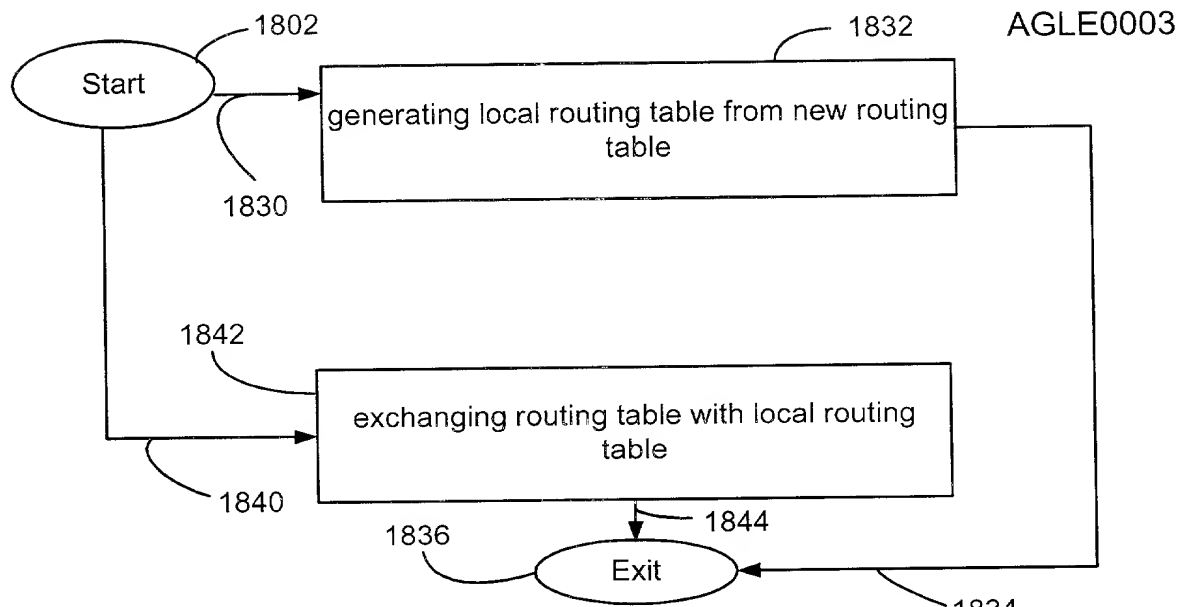 AGLE0003
1802
Start
1832
generating local routing table from new routing
table
1830
1842
exchanging routing table with local routing
table
1840
1844
1836
Exit